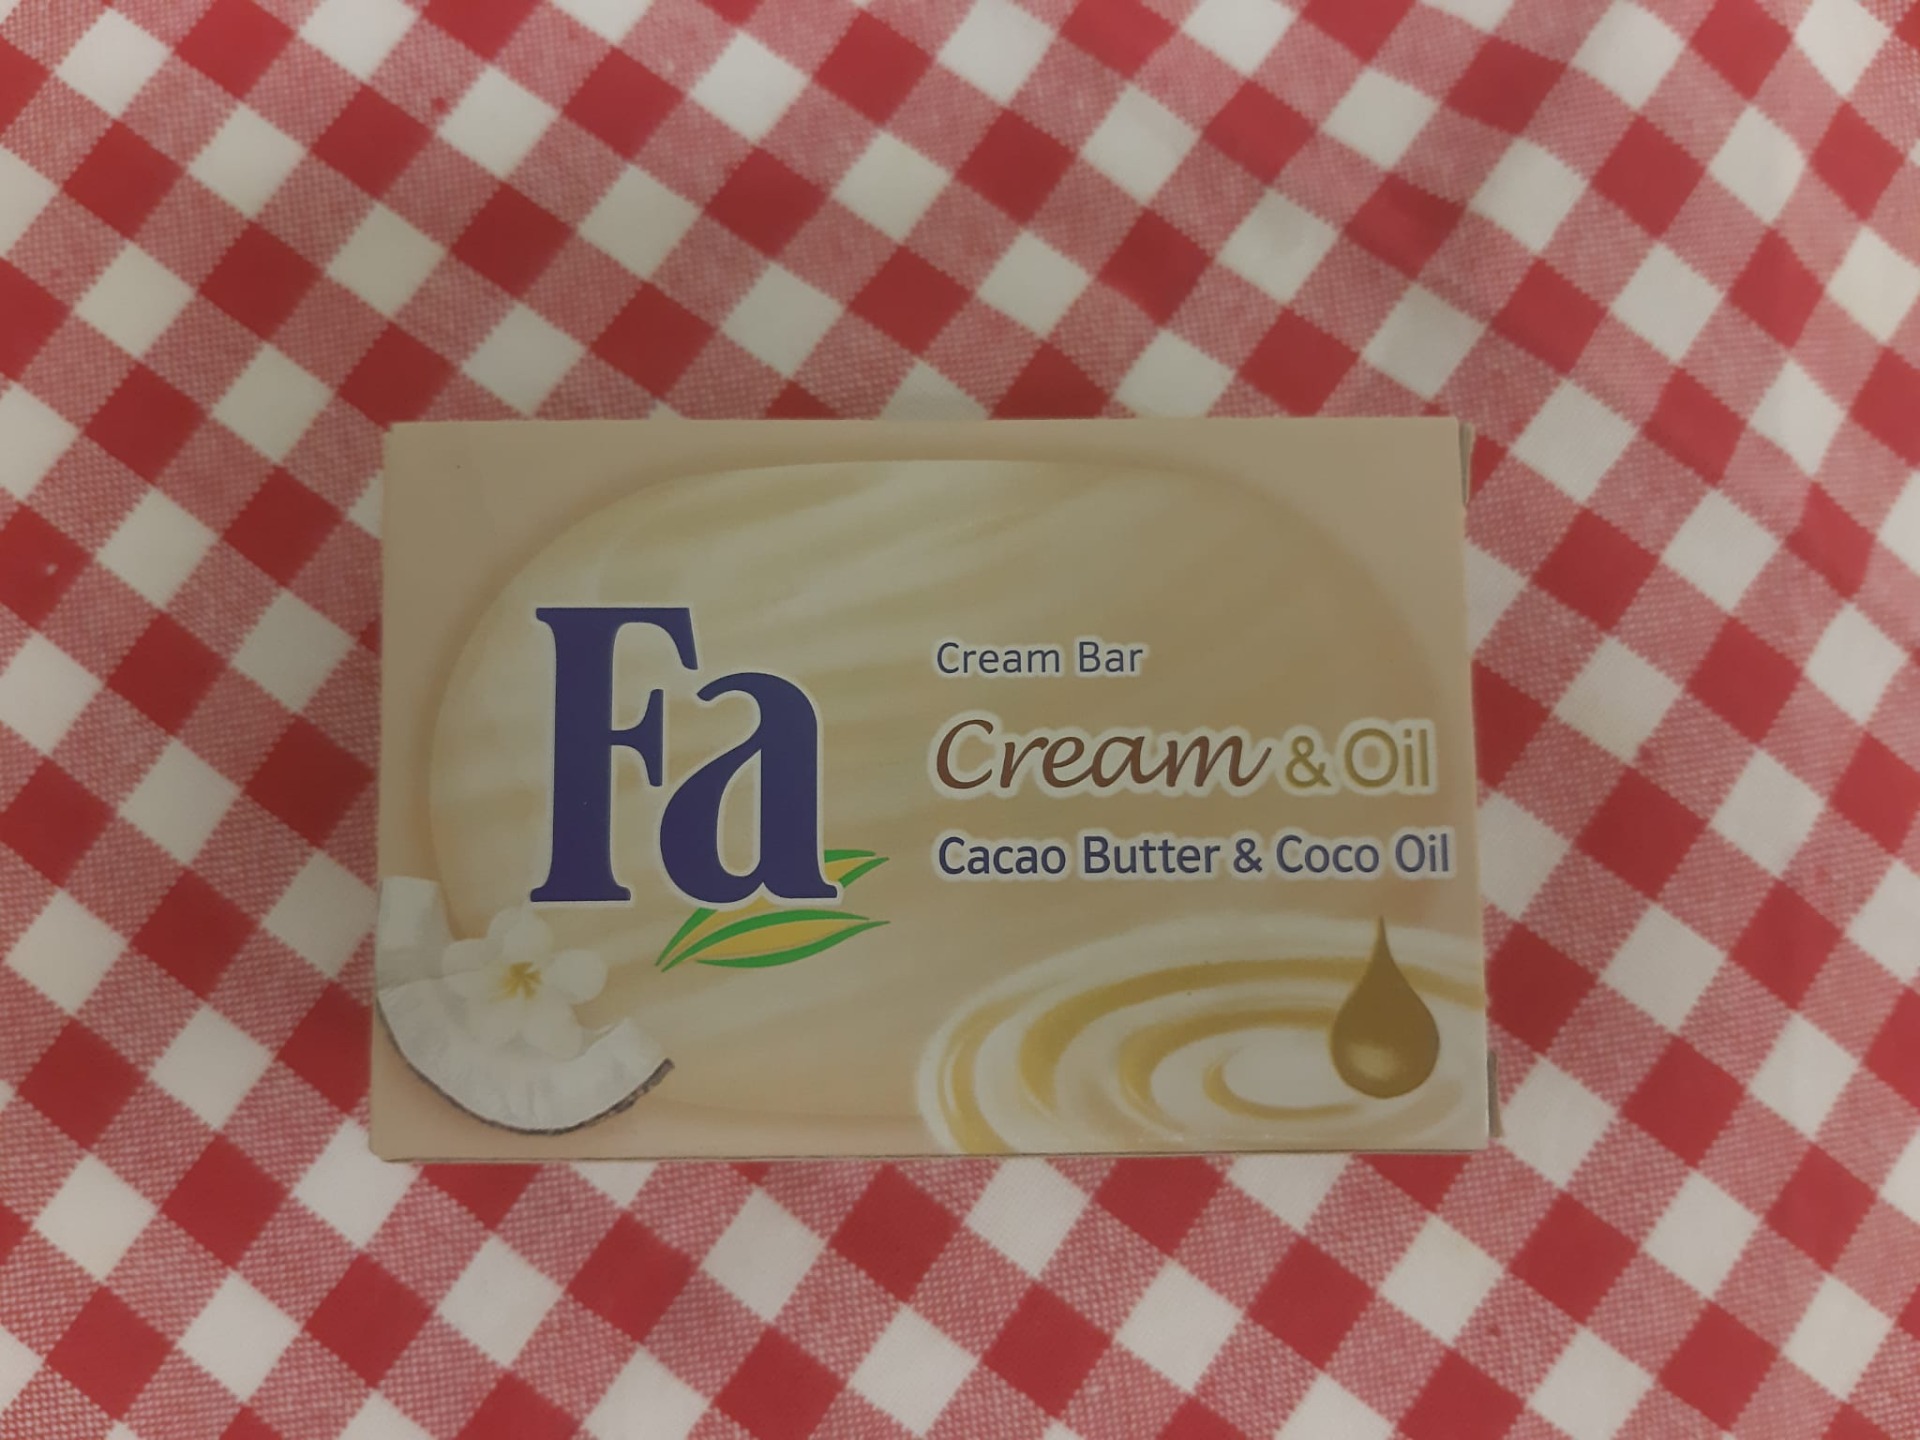 Fa
Cream Bar
Cream & Oil
Cacao Butter & Coco Oil